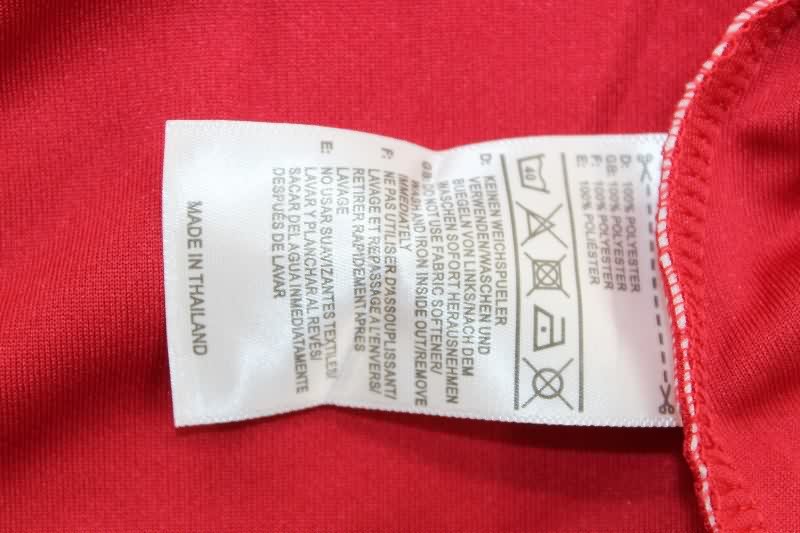 D: 100% POLYESTER
GB: 100% POLYESTER
F: 100% POLYESTER
E: 100% POLIÉSTER
40
D: KEINEN WEICHSPUELER
VERWENDEN/WASCHEN UND
BUEGELN VON LINKS/NACH DEM
WASCHEN SOFORT HERAUSNEHMEN
GB: DO NOT USE FABRIC SOFTENER/
WASH AND IRON INSIDE OUT/REMOVE
IMMEDIATELY
F: NE PAS UTILISER D'ASSOUPLISSANT/
LAVAGE ET REPASSAGE A L'ENVERS/
RETIRER RAPIDEMENT APRES
LAVAGE
E: NO USAR SUAVIZANTES TEXTILES/
LAVAR Y PLANCHAR AL REVÉS/
SACAR DEL AGUA INMEDIATAMENTE
DESPUÉS DE LAVAR
MADE IN THAILAND